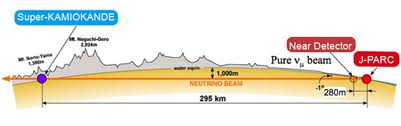 Super-KAMIOKANDE
Mt. Noguchi-Goro
2,924m
Mt. Ikeno-Yama
1,360m
water equiv.
1,000m
Near Detector
Pure νμ beam
J-PARC
-1°
280m
NEUTRINO BEAM
295 km